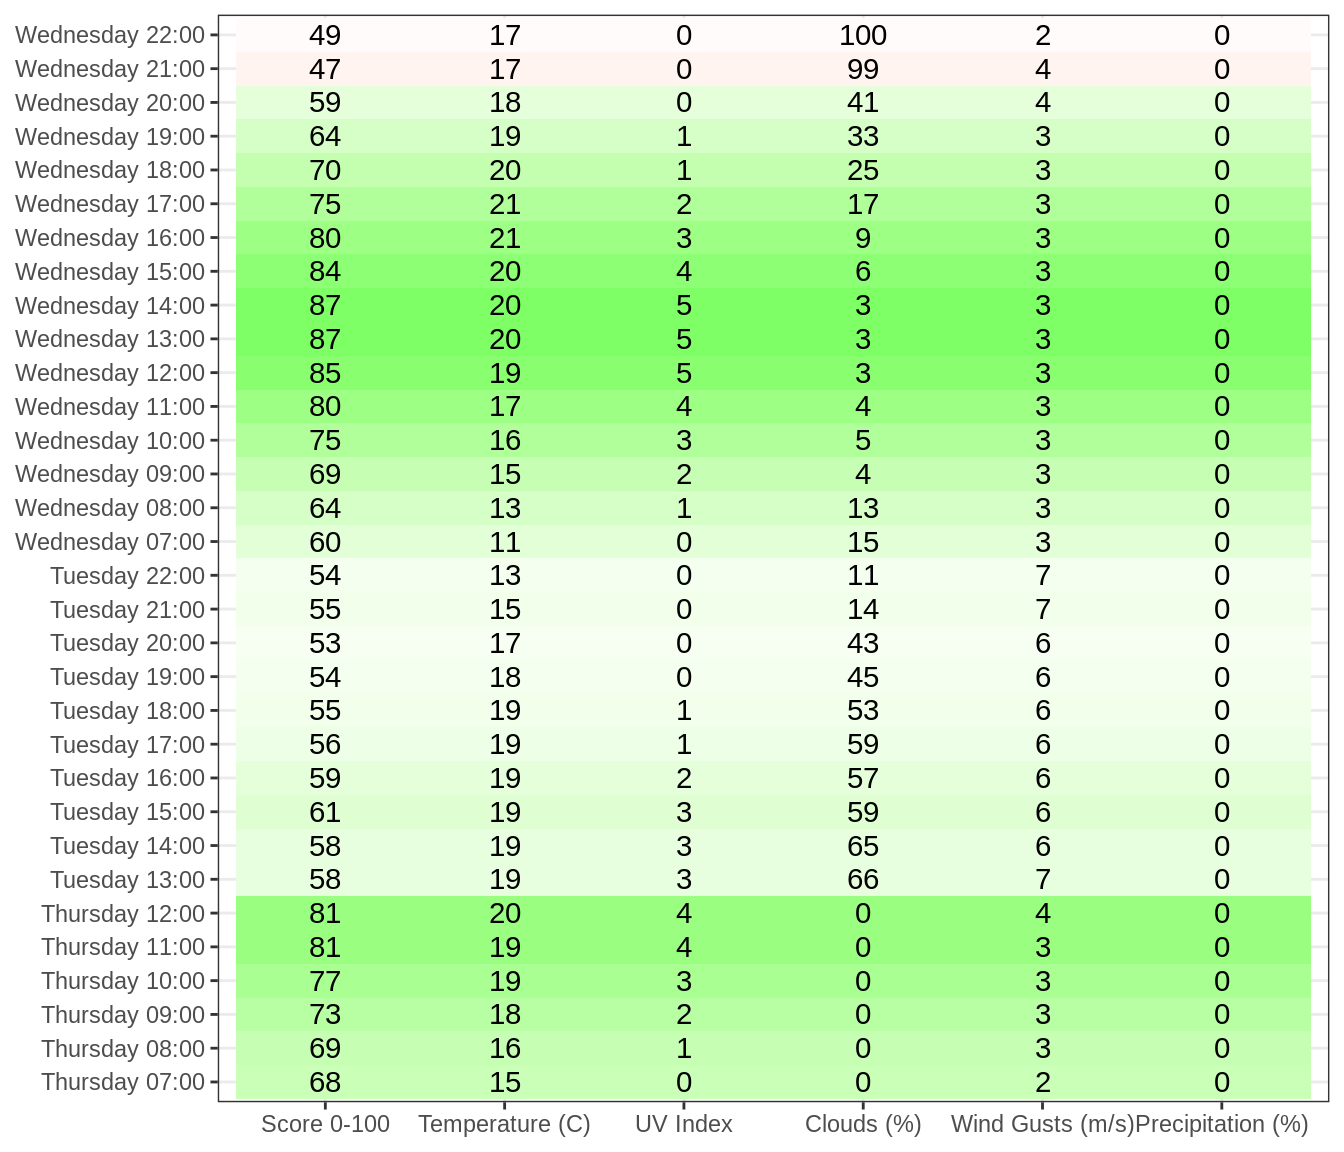 Wednesday 22:00 49 17 0 100 2 0
Wednesday 21:00 47 17 0 99 4 0
Wednesday 20:00 59 18 0 41 4 0
Wednesday 19:00 64 19 1 33 3 0
Wednesday 18:00 70 20 1 25 3 0
Wednesday 17:00 75 21 2 17 3 0
Wednesday 16:00 80 21 3 9 3 0
Wednesday 15:00 84 20 4 6 3 0
Wednesday 14:00 87 20 5 3 3 0
Wednesday 13:00 87 20 5 3 3 0
Wednesday 12:00 85 19 5 3 3 0
Wednesday 11:00 80 17 4 4 3 0
Wednesday 10:00 75 16 3 5 3 0
Wednesday 09:00 69 15 2 4 3 0
Wednesday 08:00 64 13 1 13 3 0
Wednesday 07:00 60 11 0 15 3 0
Tuesday 22:00 54 13 0 11 7 0
Tuesday 21:00 55 15 0 14 7 0
Tuesday 20:00 53 17 0 43 6 0
Tuesday 19:00 54 18 0 45 6 0
Tuesday 18:00 55 19 1 53 6 0
Tuesday 17:00 56 19 1 59 6 0
Tuesday 16:00 59 19 2 57 6 0
Tuesday 15:00 61 19 3 59 6 0
Tuesday 14:00 58 19 3 65 6 0
Tuesday 13:00 58 19 3 66 7 0
Thursday 12:00 81 20 4 0 4 0
Thursday 11:00 81 19 4 0 3 0
Thursday 10:00 77 19 3 0 3 0
Thursday 09:00 73 18 2 0 3 0
Thursday 08:00 69 16 1 0 3 0
Thursday 07:00 68 15 0 0 2 0
Score 0-100 Temperature (C) UV Index Clouds (%) Wind Gusts (m/s) Precipitation (%)